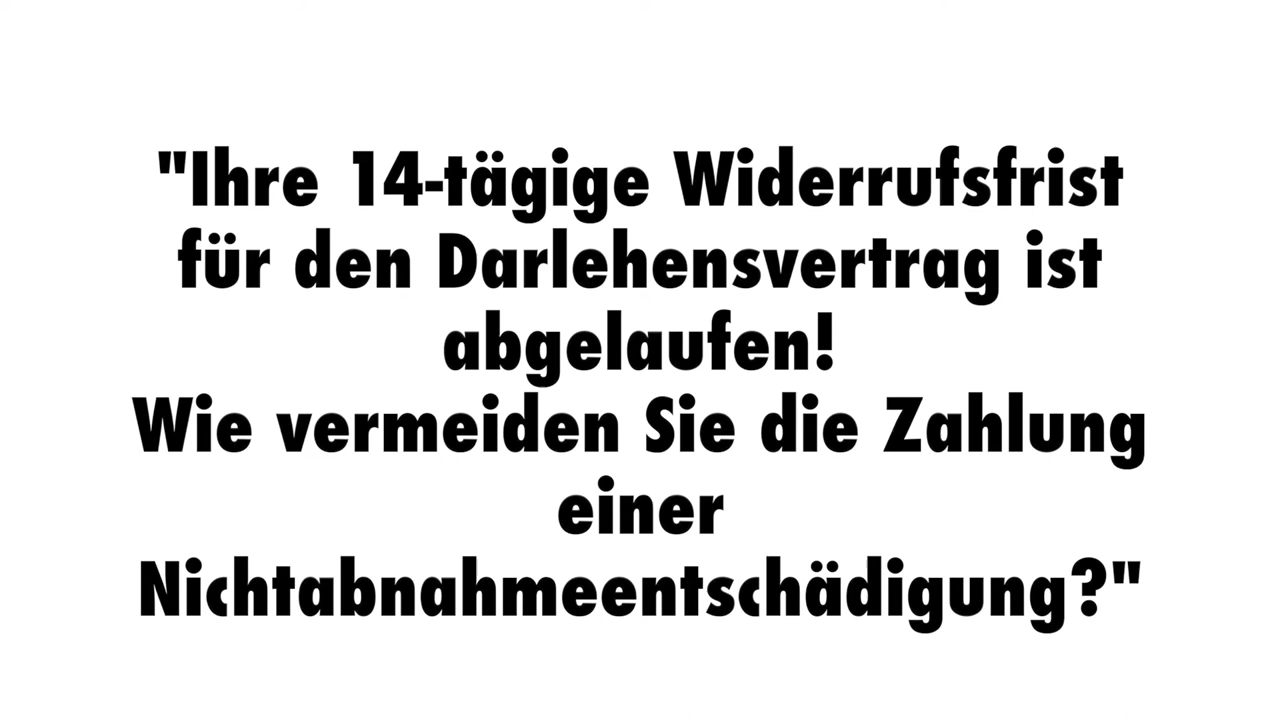 "Ihre 14-tägige Widerrufsfrist
für den Darlehensvertrag ist
abgelaufen!
Wie vermeiden Sie die Zahlung
einer
Nichtabnahmeentschädigung?"